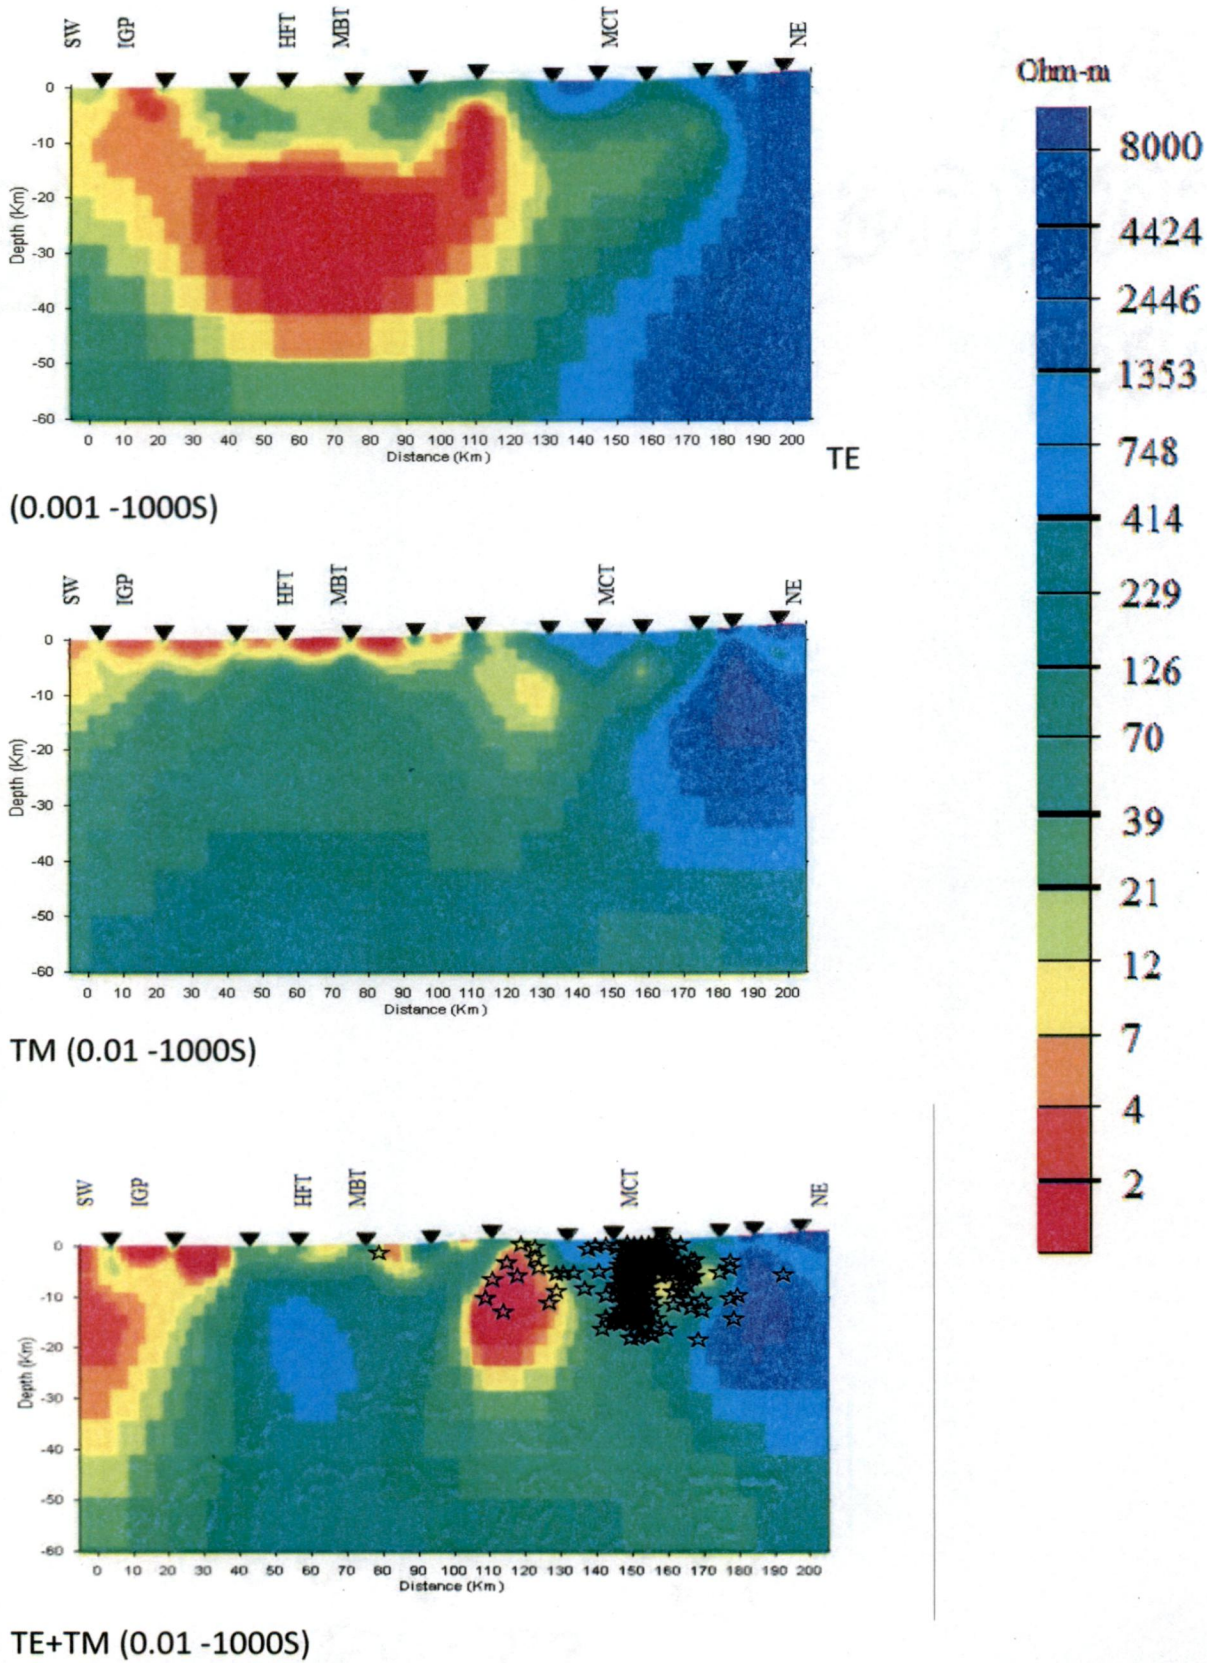 SW IGP HFT MBT MCT NE
Ohm-m
0
-10
-20
-30
-40
-50
-60
Depth (Km)
0 10 20 30 40 50 60 70 80 90 100 110 120 130 140 150 160 170 180 190 200
Distance (Km)
TE
(0.001 -1000S)
SW IGP HFT MBT MCT NE
0
-10
-20
-30
-40
-50
-60
Depth (Km)
0 10 20 30 40 50 60 70 80 90 100 110 120 130 140 150 160 170 180 190 200
Distance (Km)
TM (0.01 -1000S)
SW IGP HFT MBT MCT NE
0
-10
-20
-30
-40
-50
-60
Depth (Km)
0 10 20 30 40 50 60 70 80 90 100 110 120 130 140 150 160 170 180 190 200
Distance (Km)
TE+TM (0.01 -1000S)
8000
4424
2446
1353
748
414
229
126
70
39
21
12
7
4
2